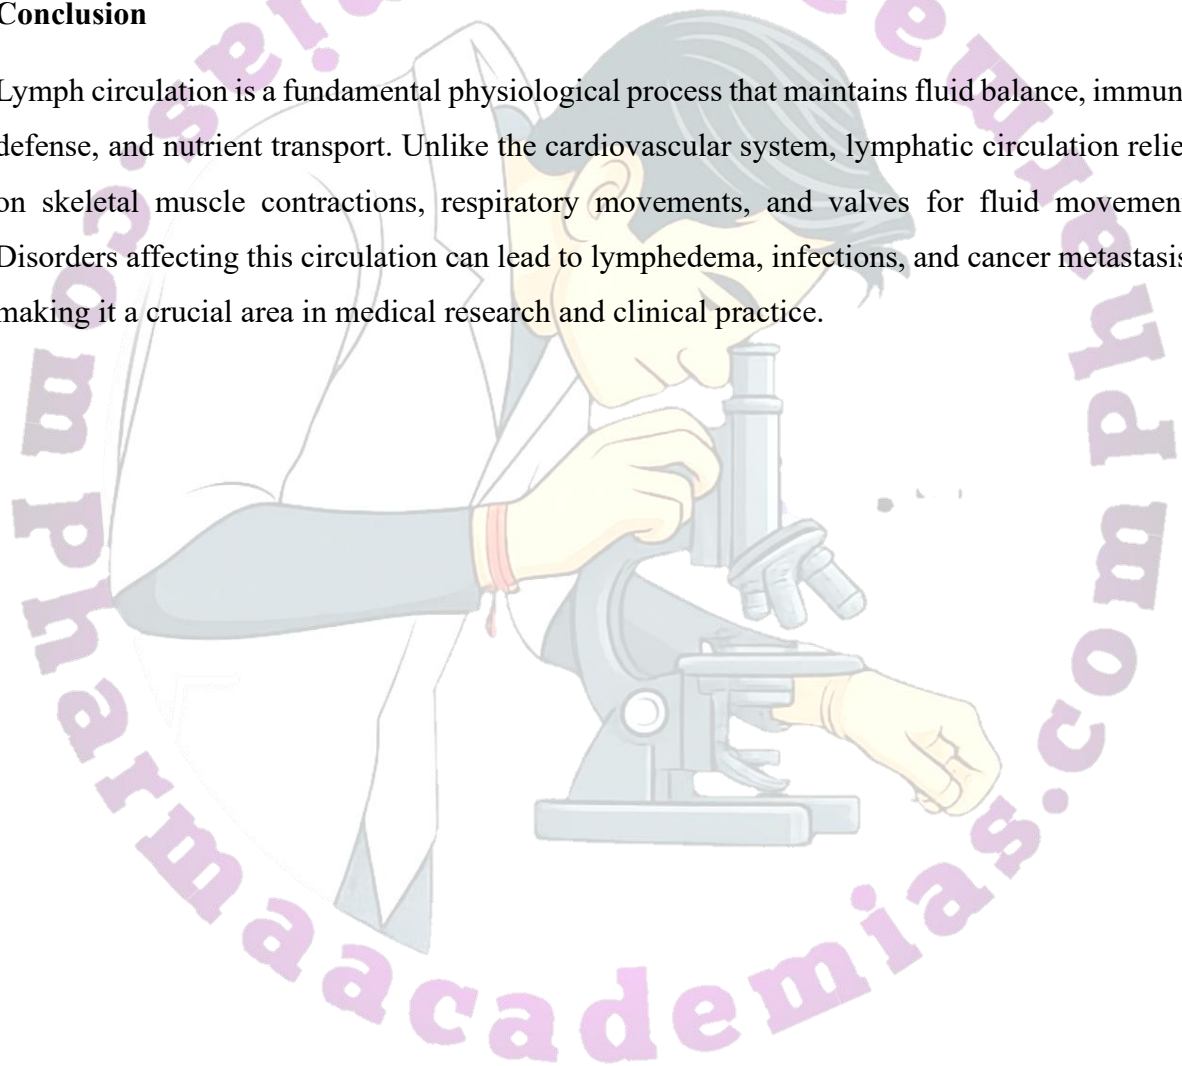 Conclusion
Lymph circulation is a fundamental physiological process that maintains fluid balance, immun
defense, and nutrient transport. Unlike the cardiovascular system, lymphatic circulation relie
on skeletal muscle contractions, respiratory movements, and valves for fluid movemen
Disorders affecting this circulation can lead to lymphedema, infections, and cancer metastasis
making it a crucial area in medical research and clinical practice.
Pharmaacademias.com